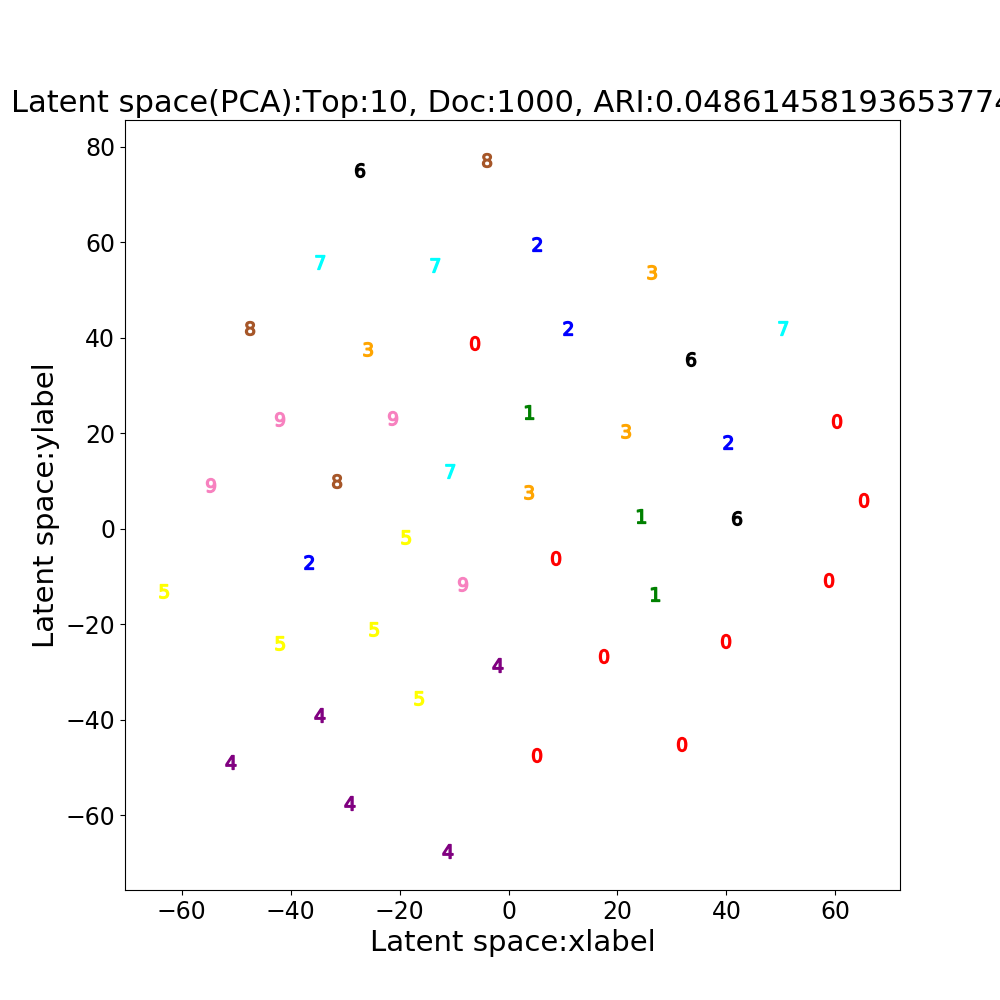 Latent space(PCA):Top:10, Doc:1000, ARI:0.0486145819365377
80
60
40
20
0
−20
−40
−60
Latent space:ylabel
6 8
2
7 7 3
8 2 7
3 0 6
9 9 1 0
3 2
8 7
9 3 0
1 6
5 0
2 9 0
5 1
5 5 0
4 0
5
4 0
4 0
4
4
−60 −40 −20 0 20 40 60
Latent space:xlabel